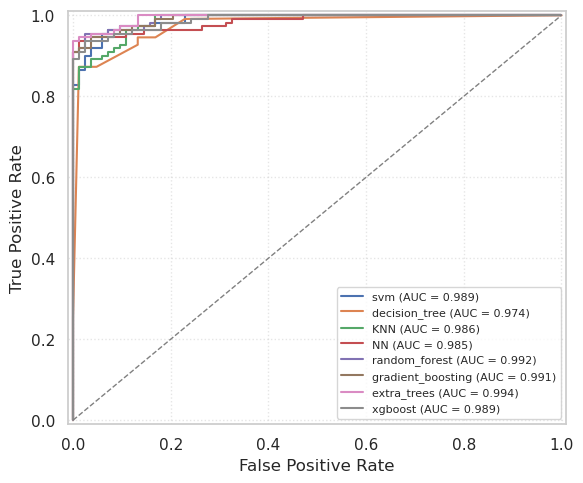 1.0
0.8
0.6
0.4
0.2
0.0
True Positive Rate
svm (AUC = 0.989)
decision_tree (AUC = 0.974)
KNN (AUC = 0.986)
NN (AUC = 0.985)
random_forest (AUC = 0.992)
gradient_boosting (AUC = 0.991)
extra_trees (AUC = 0.994)
xgboost (AUC = 0.989)
0.0 0.2 0.4 0.6 0.8 1.0
False Positive Rate